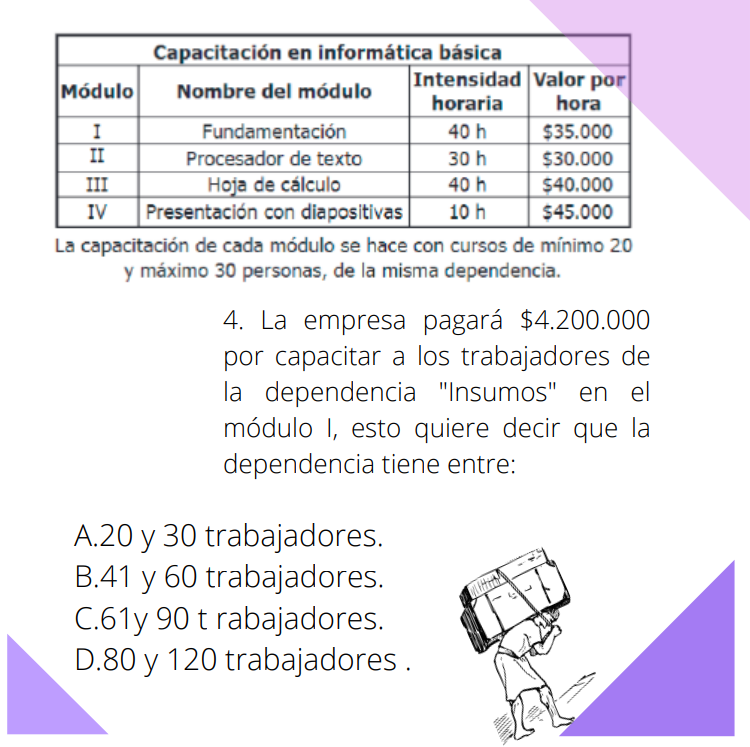 Capacitación en informática básica
Módulo Nombre del módulo Intensidad horaria Valor por hora
I Fundamentación 40 h $35.000
II Procesador de texto 30 h $30.000
III Hoja de cálculo 40 h $40.000
IV Presentación con diapositivas 10 h $45.000
La capacitación de cada módulo se hace con cursos de mínimo 20
y máximo 30 personas, de la misma dependencia.
4. La empresa pagará $4.200.000
por capacitar a los trabajadores de
la dependencia "Insumos" en el
módulo I, esto quiere decir que la
dependencia tiene entre:
A.20 y 30 trabajadores.
B.41 y 60 trabajadores.
C.61y 90 t rabajadores.
D.80 y 120 trabajadores .